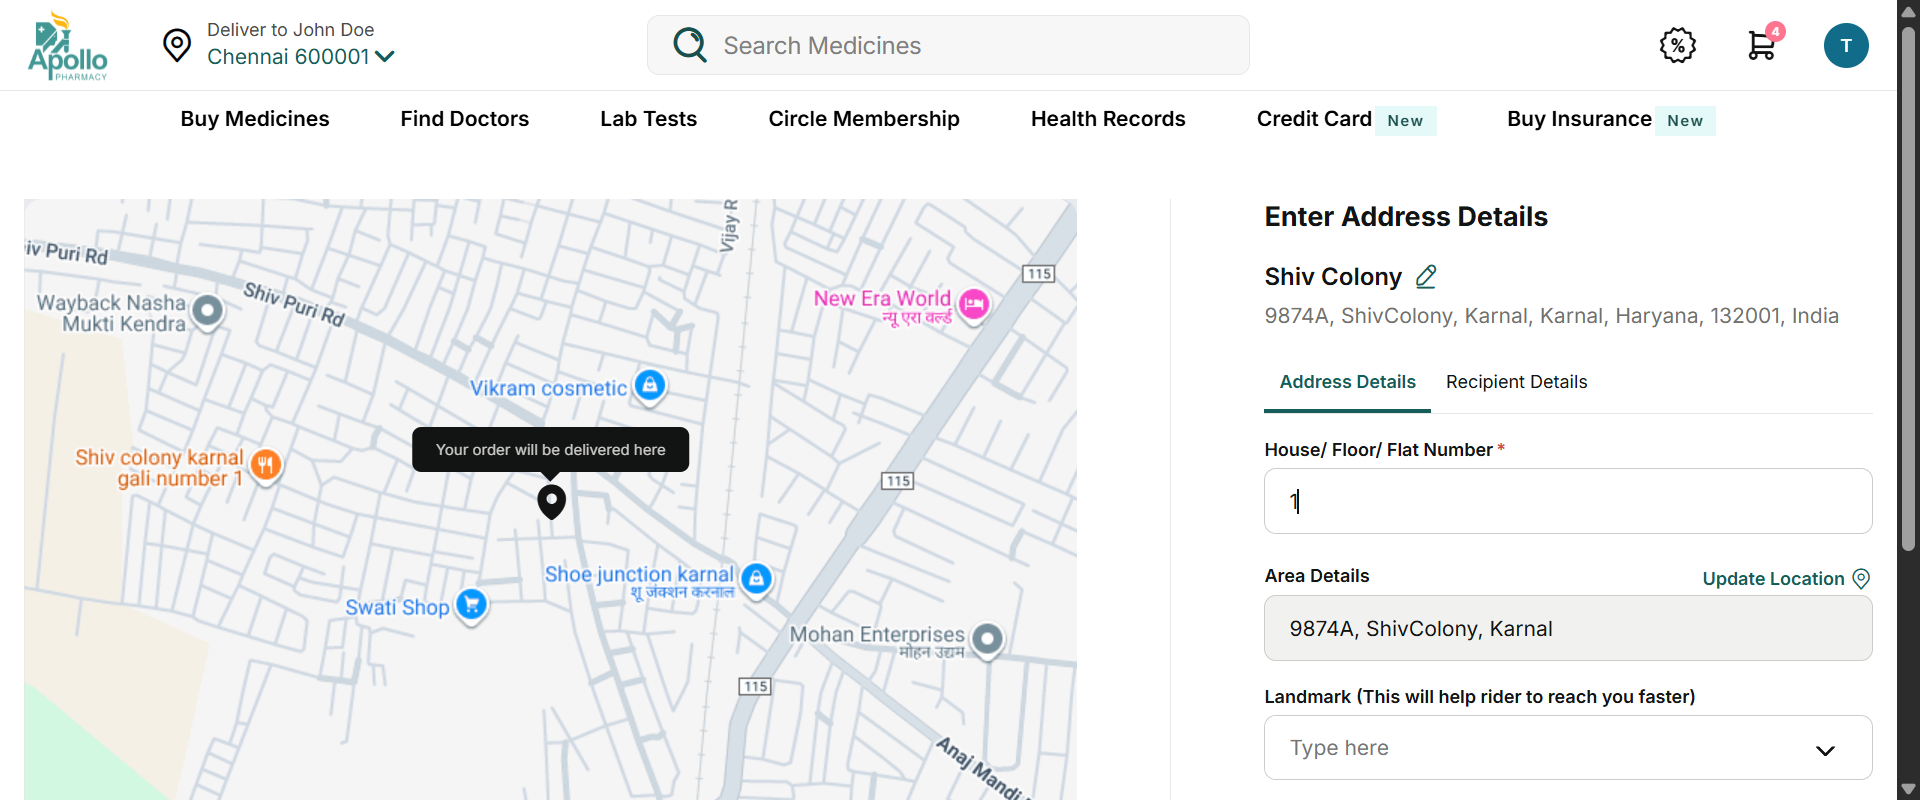 Apollo
PHARMACY
Deliver to John Doe
Chennai 600001
Search Medicines
%
4
T
Buy Medicines
Find Doctors
Lab Tests
Circle Membership
Health Records
Credit Card New
Buy Insurance New
iv Puri Rd
Shiv Puri Rd
Vijay R
115
Wayback Nasha
Mukti Kendra
New Era World
न्यू एरा वर्ल्ड
Vikram cosmetic
Your order will be delivered here
Shiv colony karnal
gali number 1
115
Shoe junction karnal
शू जंक्शन करनाल
Swati Shop
Mohan Enterprises
मोहन उद्यम
115
Anaj Mandi
Enter Address Details
Shiv Colony
9874A, ShivColony, Karnal, Karnal, Haryana, 132001, India
Address Details
Recipient Details
House/ Floor/ Flat Number *
1
Area Details
Update Location
9874A, ShivColony, Karnal
Landmark (This will help rider to reach you faster)
Type here